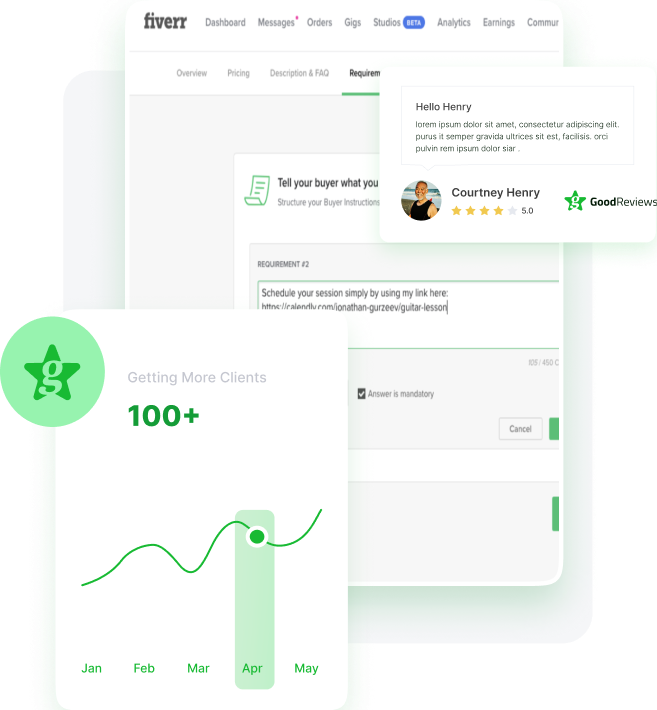 fiverr Dashboard Messages Orders Gigs Studios BETA Analytics Earnings Commun
Overview Pricing Description & FAQ Requirem
Hello Henry
lorem ipsum dolor sit amet, consectetur adipiscing elit.
purus it semper gravida ultrices sit est, facilisis. orci
pulvin rem ipsum dolor siar .
Courtney Henry
5.0
g GoodReviews
Tell your buyer what you
Structure your Buyer Instructions
REQUIREMENT #2
Schedule your session simply by using my link here:
https://calendly.com/jonathan-gurzeev/guitar-lesson
105 / 450 C
Answer is mandatory
Cancel
g
Getting More Clients
100+
Jan Feb Mar Apr May